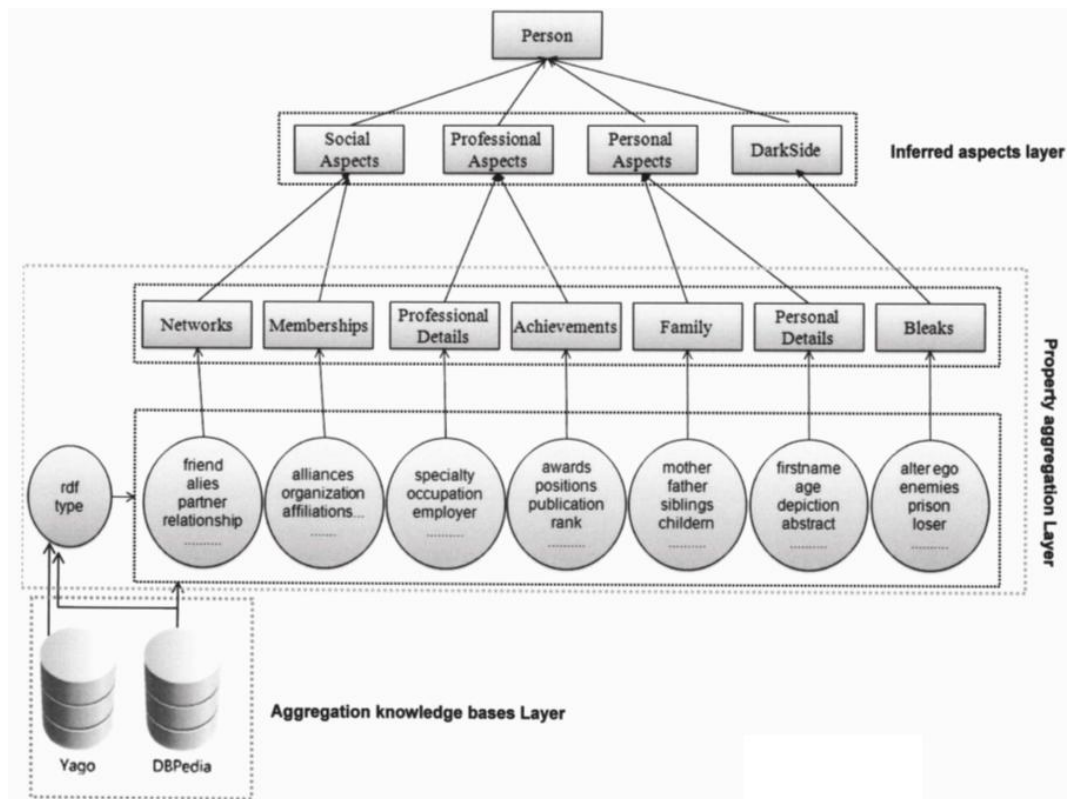 Person
Social
Aspects
Professional
Aspects
Personal
Aspects
DarkSide
Inferred aspects layer
Networks
Memberships
Professional
Details
Achievements
Family
Personal
Details
Bleaks
Property aggregation Layer
rdf
type
friend
alies
partner
relationship
..........
alliances
organization
affiliations...
.......
specialty
occupation
employer
..........
awards
positions
publication
rank
..........
mother
father
siblings
childern
..........
firstname
age
depiction
abstract
..........
alter ego
enemies
prison
loser
..........
Yago
DBPedia
Aggregation knowledge bases Layer